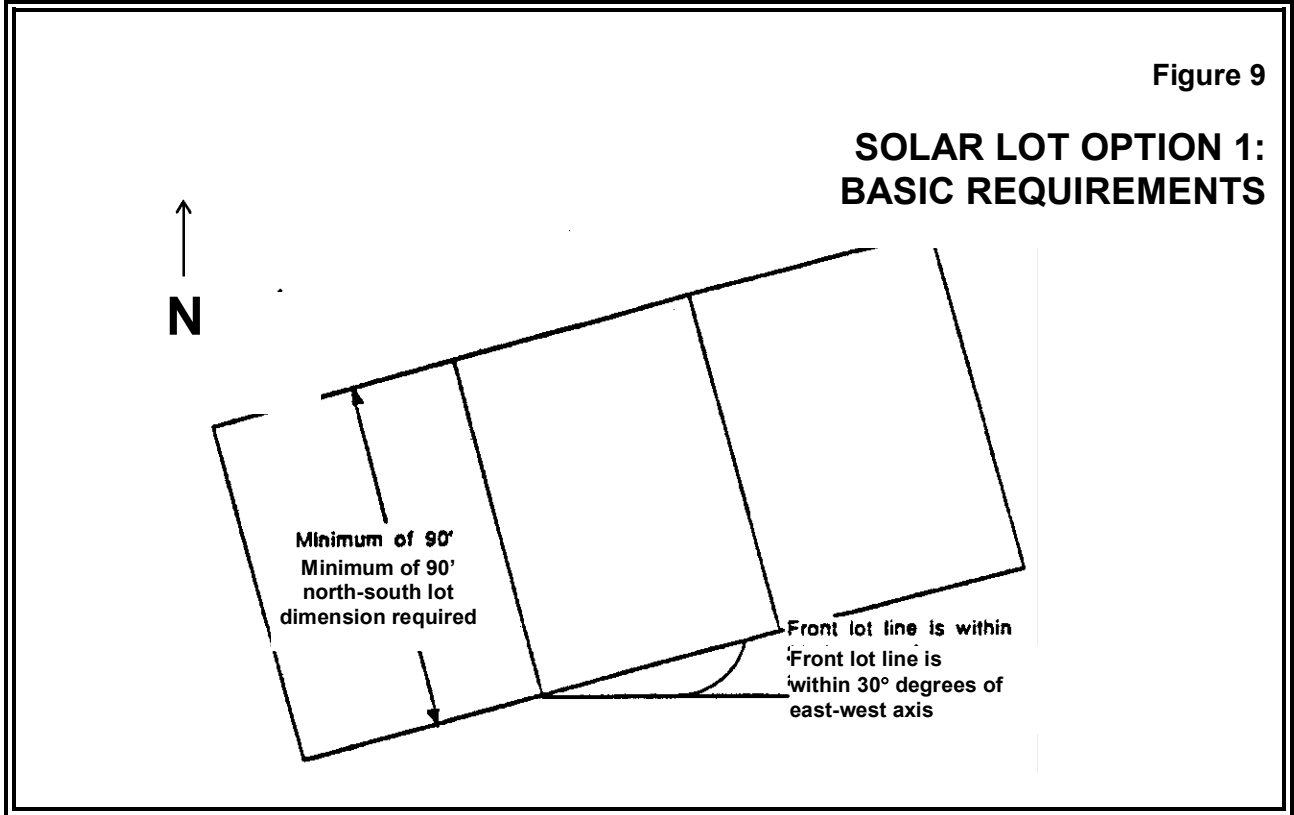 Figure 9
SOLAR LOT OPTION 1:
BASIC REQUIREMENTS
N
Minimum of 90'
Minimum of 90’
north-south lot
dimension required
Front lot line is within
Front lot line is
within 30° degrees of
east-west axis